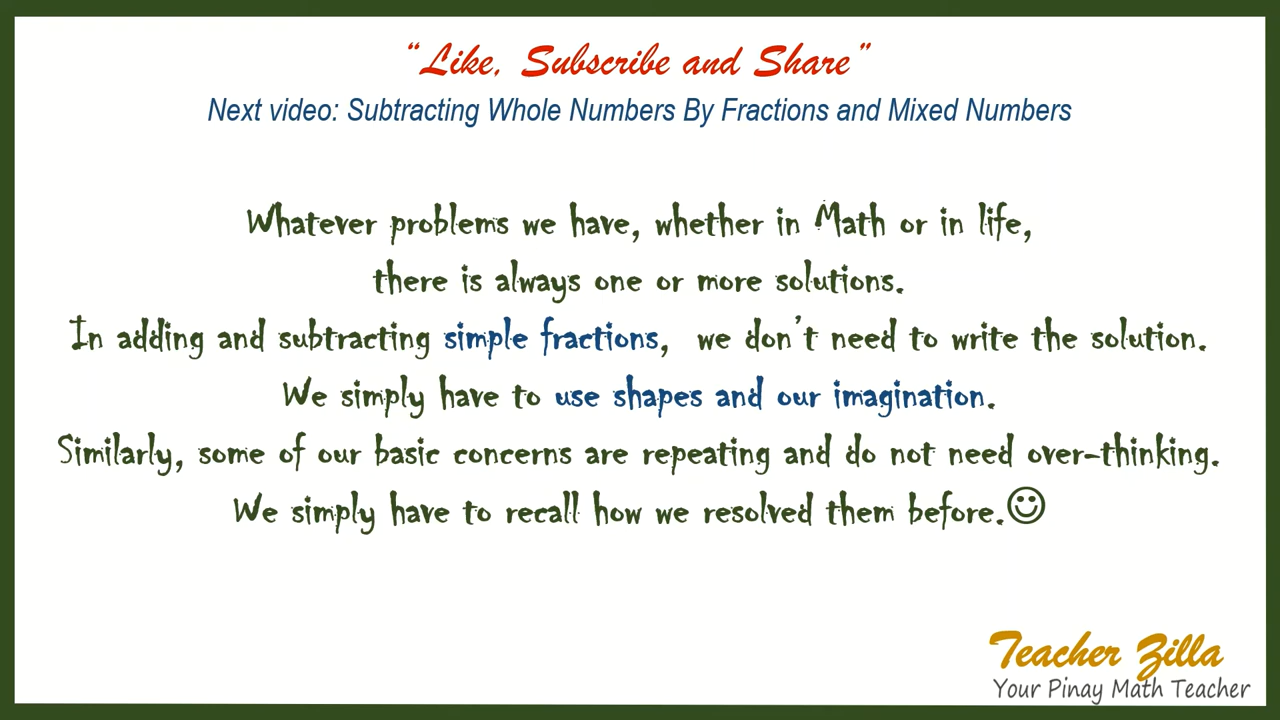 “Like, Subscribe and Share”
Next video: Subtracting Whole Numbers By Fractions and Mixed Numbers
Whatever problems we have, whether in Math or in life,
there is always one or more solutions.
In adding and subtracting simple fractions, we don’t need to write the solution.
We simply have to use shapes and our imagination.
Similarly, some of our basic concerns are repeating and do not need over-thinking.
We simply have to recall how we resolved them before.☺
Teacher Zilla
Your Pinay Math Teacher